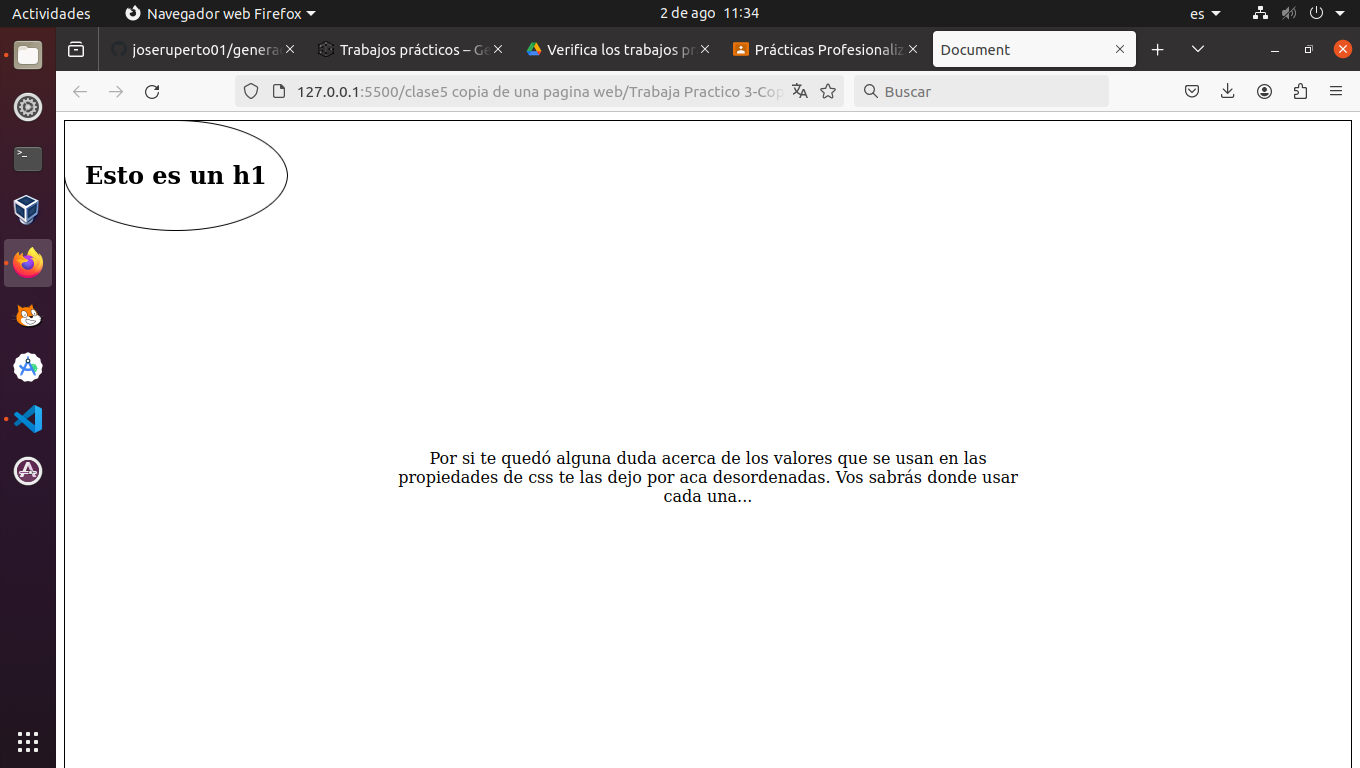 Actividades
Navegador web Firefox
2 de ago 11:34
es
joseruperto01/genera
Trabajos prácticos – Ge
Verifica los trabajos pr
Prácticas Profesionaliz
Document
127.0.0.1:5500/clase5 copia de una pagina web/Trabaja Practico 3-Cop
Buscar
Esto es un h1
Por si te quedó alguna duda acerca de los valores que se usan en las
propiedades de css te las dejo por aca desordenadas. Vos sabrás donde usar
cada una...